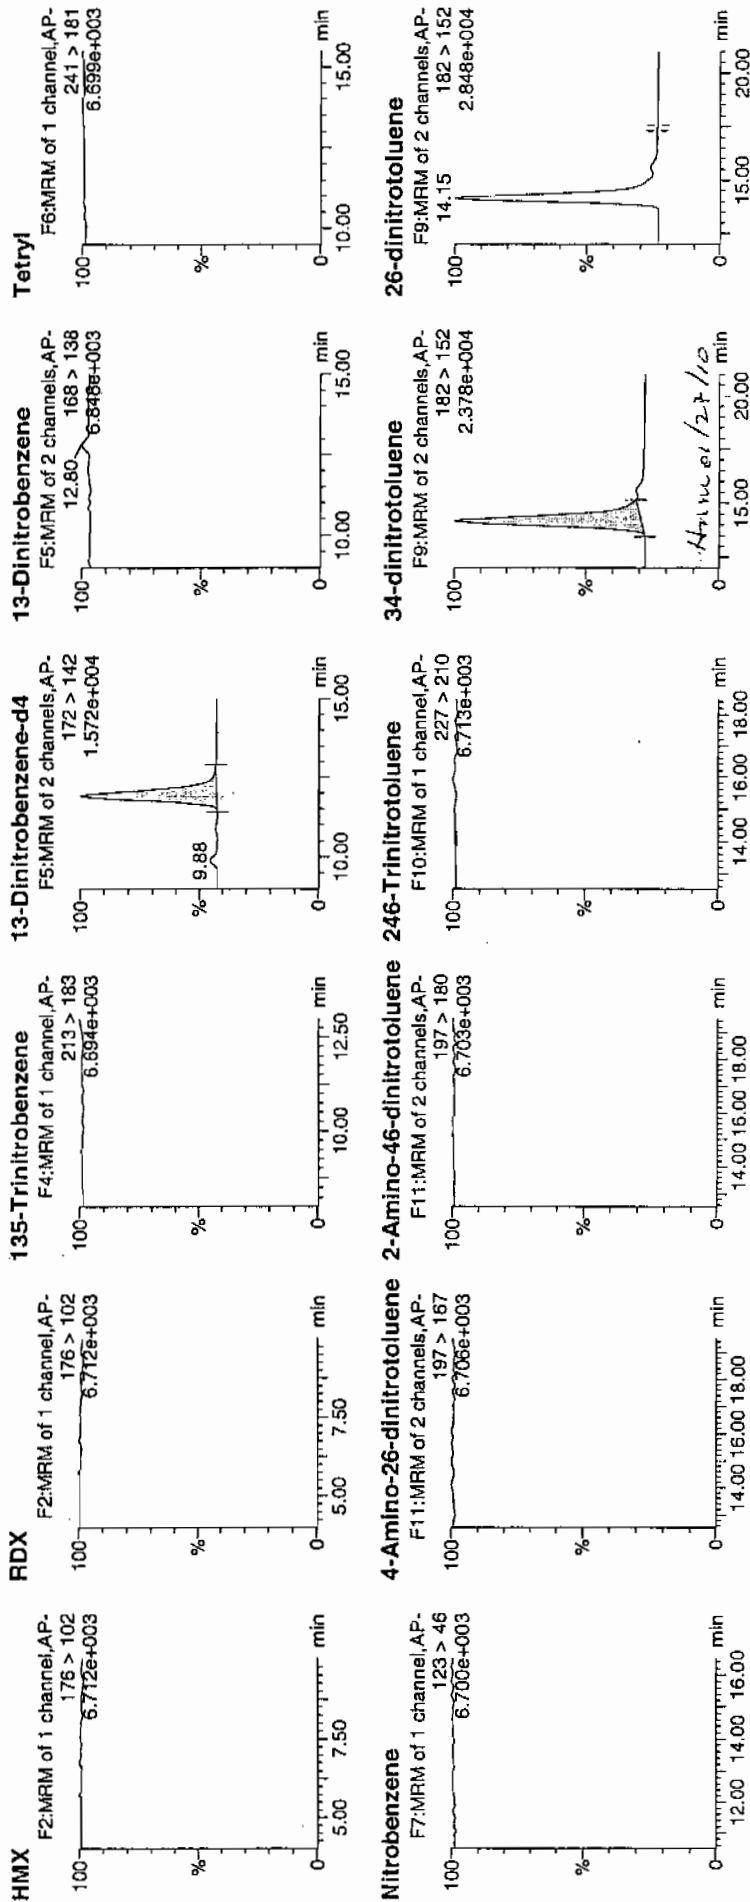 HMX
F2:MRM of 1 channel,AP-
176 > 102
6.712e+003
100
%
0
5.00 7.50 min
RDX
F2:MRM of 1 channel,AP-
176 > 102
6.712e+003
100
%
0
5.00 7.50 min
135-Trinitrobenzene
F4:MRM of 1 channel,AP-
213 > 183
6.694e+003
100
%
0
10.00 12.50 min
13-Dinitrobenzene-d4
F5:MRM of 2 channels,AP-
172 > 142
1.572e+004
100
9.88
%
0
10.00 15.00 min
13-Dinitrobenzene
F5:MRM of 2 channels,AP-
12.80 168 > 138
6.848e+003
100
%
0
10.00 15.00 min
Tetryl
F6:MRM of 1 channel,AP-
241 > 181
6.699e+003
100
%
0
10.00 15.00 min
Nitrobenzene
F7:MRM of 1 channel,AP-
123 > 46
6.700e+003
100
%
0
12.00 14.00 16.00 min
4-Amino-26-dinitrotoluene
F11:MRM of 2 channels,AP-
197 > 167
6.706e+003
100
%
0
14.00 16.00 18.00 min
2-Amino-46-dinitrotoluene
F11:MRM of 2 channels,AP-
197 > 180
6.703e+003
100
%
0
14.00 16.00 18.00 min
246-Trinitrotoluene
F10:MRM of 1 channel,AP-
227 > 210
6.713e+003
100
%
0
14.00 16.00 18.00 min
34-dinitrotoluene
F9:MRM of 2 channels,AP-
182 > 152
2.378e+004
100
%
0
15.00 20.00 min
26-dinitrotoluene
F9:MRM of 2 channels,AP-
14.15 182 > 152
2.848e+004
100
%
0
15.00 20.00 min